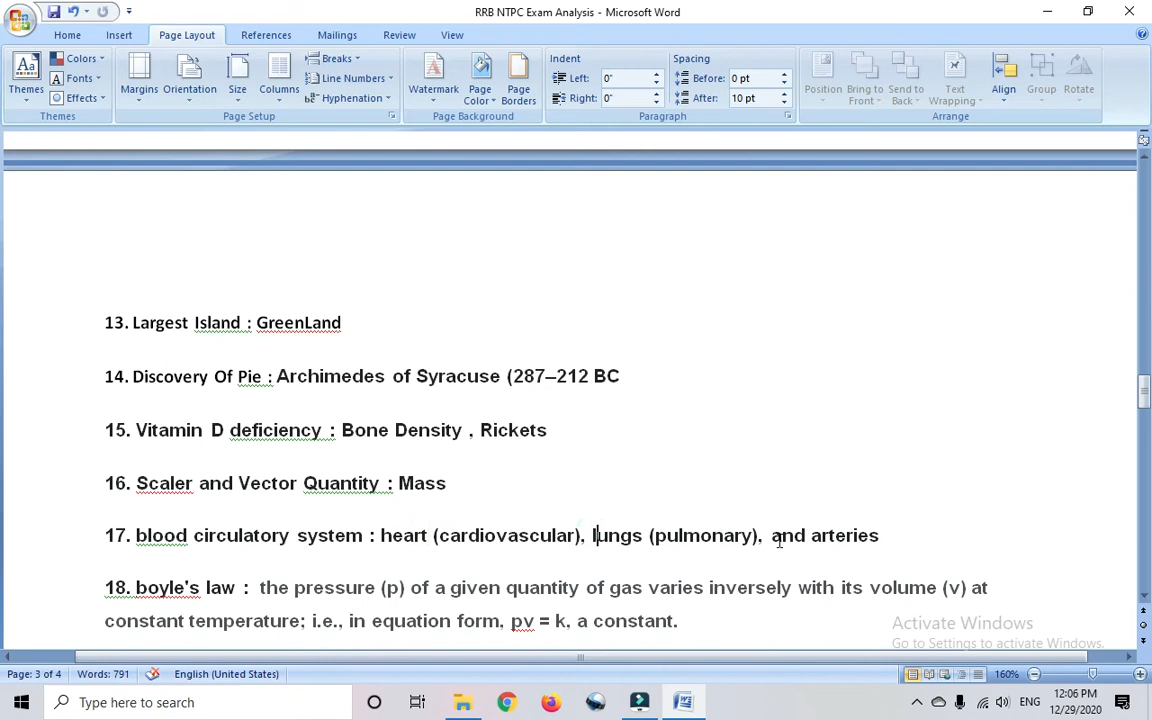 RRB NTPC Exam Analysis - Microsoft Word
Home Insert Page Layout References Mailings Review View
Themes Colors Fonts Effects
Margins Orientation Size Columns Breaks Line Numbers Hyphenation
Watermark Page Color Page Borders
Indent Left: 0" Right: 0"
Spacing Before: 0 pt After: 10 pt
Position Bring to Front Send to Back Text Wrapping Align Group Rotate
Themes Page Setup Page Background Paragraph Arrange
13. Largest Island : GreenLand
14. Discovery Of Pie : Archimedes of Syracuse (287–212 BC
15. Vitamin D deficiency : Bone Density , Rickets
16. Scaler and Vector Quantity : Mass
17. blood circulatory system : heart (cardiovascular), lungs (pulmonary), and arteries
18. boyle's law : the pressure (p) of a given quantity of gas varies inversely with its volume (v) at
constant temperature; i.e., in equation form, pv = k, a constant.
Activate Windows
Go to Settings to activate Windows.
Page: 3 of 4 Words: 791 English (United States) 160%
Type here to search
ENG 12:06 PM
12/29/2020